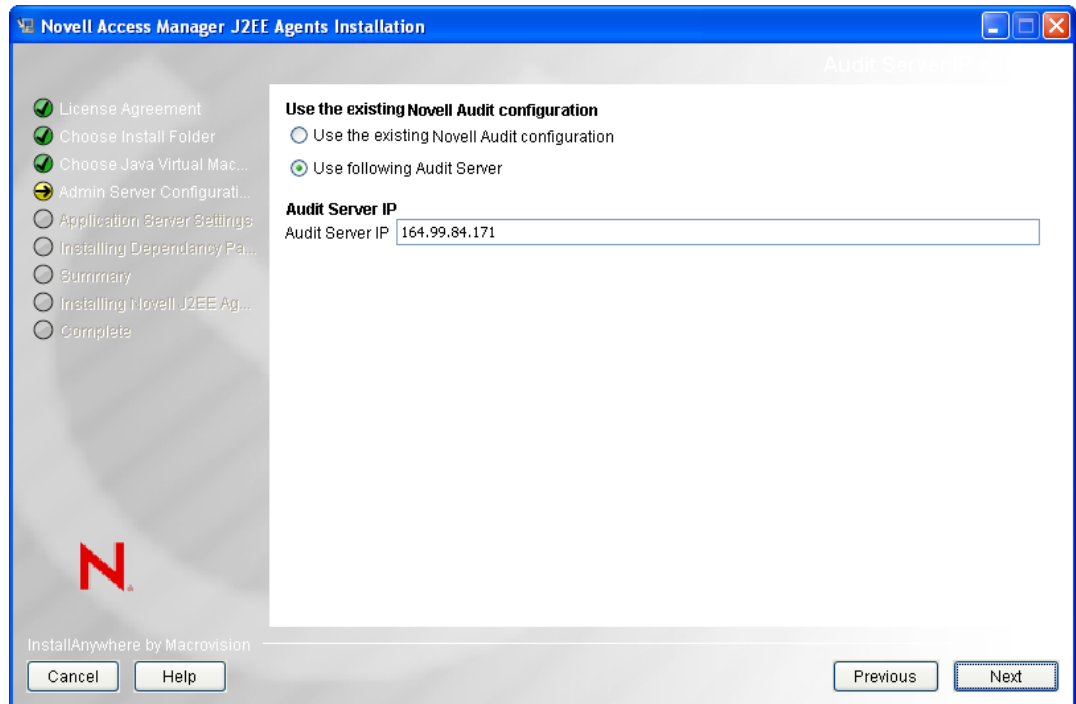 Novell Access Manager J2EE Agents Installation
Audit Server
License Agreement
Choose Install Folder
Choose Java Virtual Mac...
Admin Server Configurati...
Application Server Settings
Installing Dependancy Pa...
Summary
Installing Novell J2EE Ag...
Complete
Use the existing Novell Audit configuration
Use the existing Novell Audit configuration
Use following Audit Server
Audit Server IP
Audit Server IP 164.99.84.171
N
InstallAnywhere by Macrovision
Cancel Help Previous Next